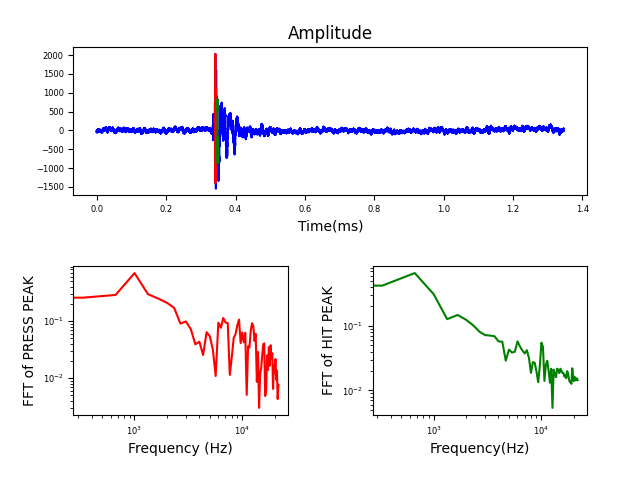 Amplitude
2000
1500
1000
500
0
−500
−1000
−1500
0.0 0.2 0.4 0.6 0.8 1.0 1.2 1.4
Time(ms)
FFT of PRESS PEAK
10⁻¹
10⁻²
10³ 10⁴
Frequency (Hz)
FFT of HIT PEAK
10⁻¹
10⁻²
10³ 10⁴
Frequency(Hz)